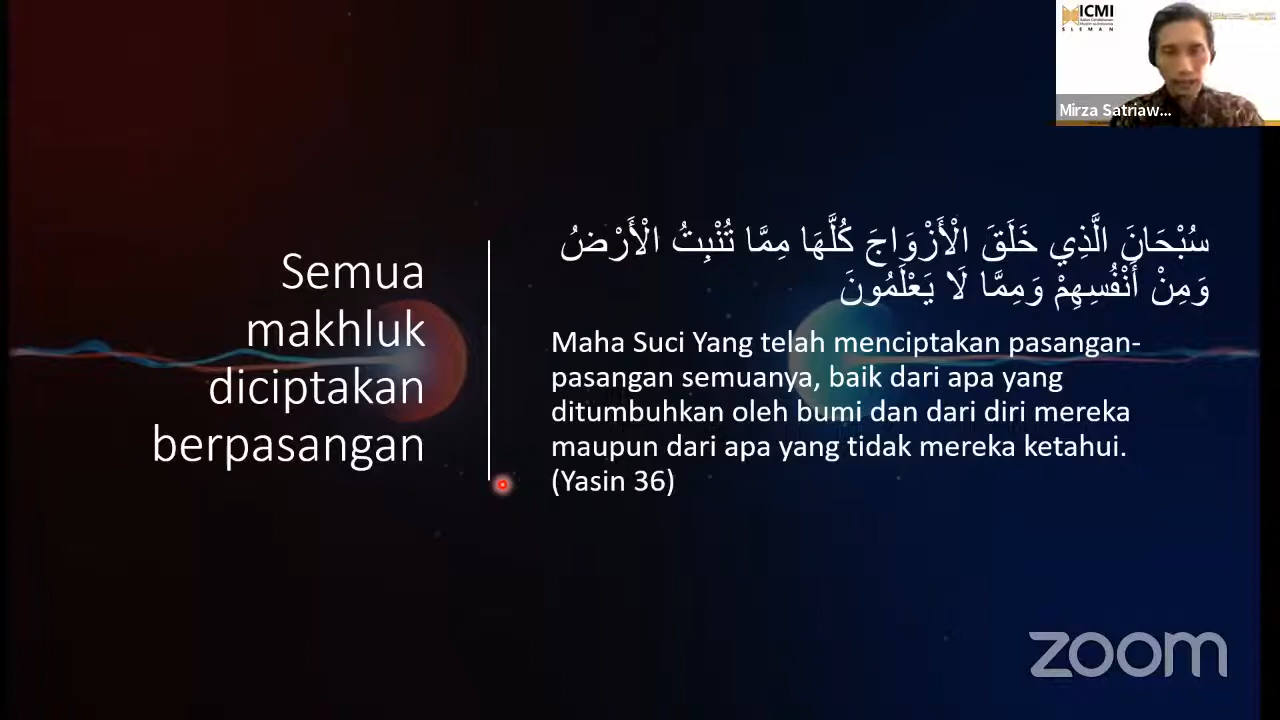 ICMI
SLEMAN
Mirza Satriaw...
Semua
makhluk
diciptakan
berpasangan
سُبْحَانَ الَّذِي خَلَقَ الْأَزْوَاجَ كُلَّهَا مِمَّا تُنْبِتُ الْأَرْضُ
وَمِنْ أَنْفُسِهِمْ وَمِمَّا لَا يَعْلَمُونَ
Maha Suci Yang telah menciptakan pasangan-
pasangan semuanya, baik dari apa yang
ditumbuhkan oleh bumi dan dari diri mereka
maupun dari apa yang tidak mereka ketahui.
(Yasin 36)
zoom